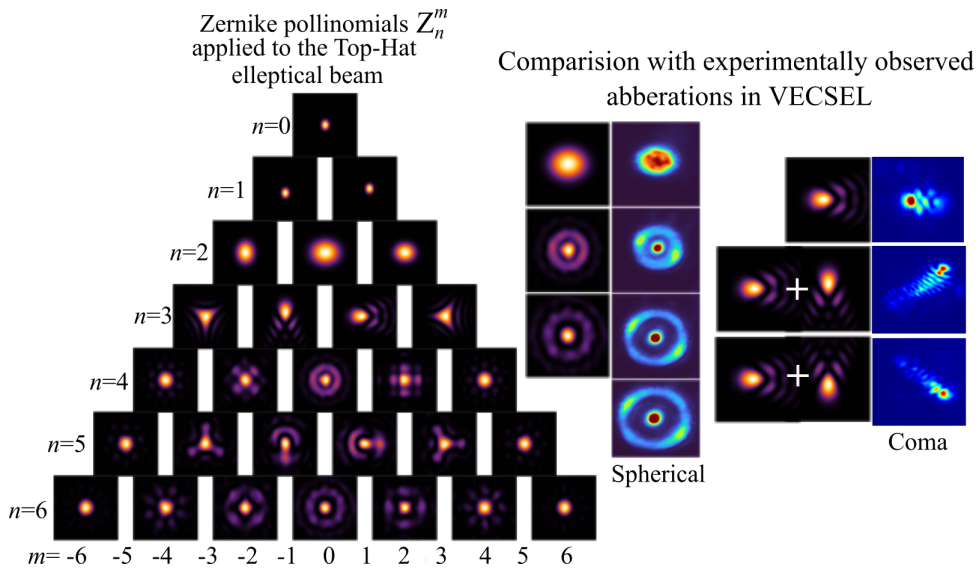 Zernike pollinomials Z_n^m
applied to the Top-Hat
elleptical beam
Comparision with experimentally observed
abberations in VECSEL
n=0
n=1
n=2
n=3
n=4
n=5
n=6
m= -6 -5 -4 -3 -2 -1 0 1 2 3 4 5 6
+
+
Spherical
Coma